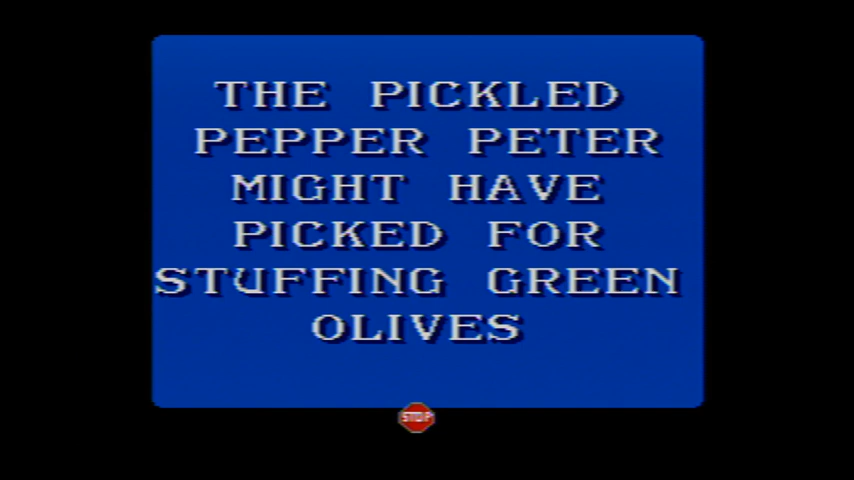 THE PICKLED
PEPPER PETER
MIGHT HAVE
PICKED FOR
STUFFING GREEN
OLIVES
STOP